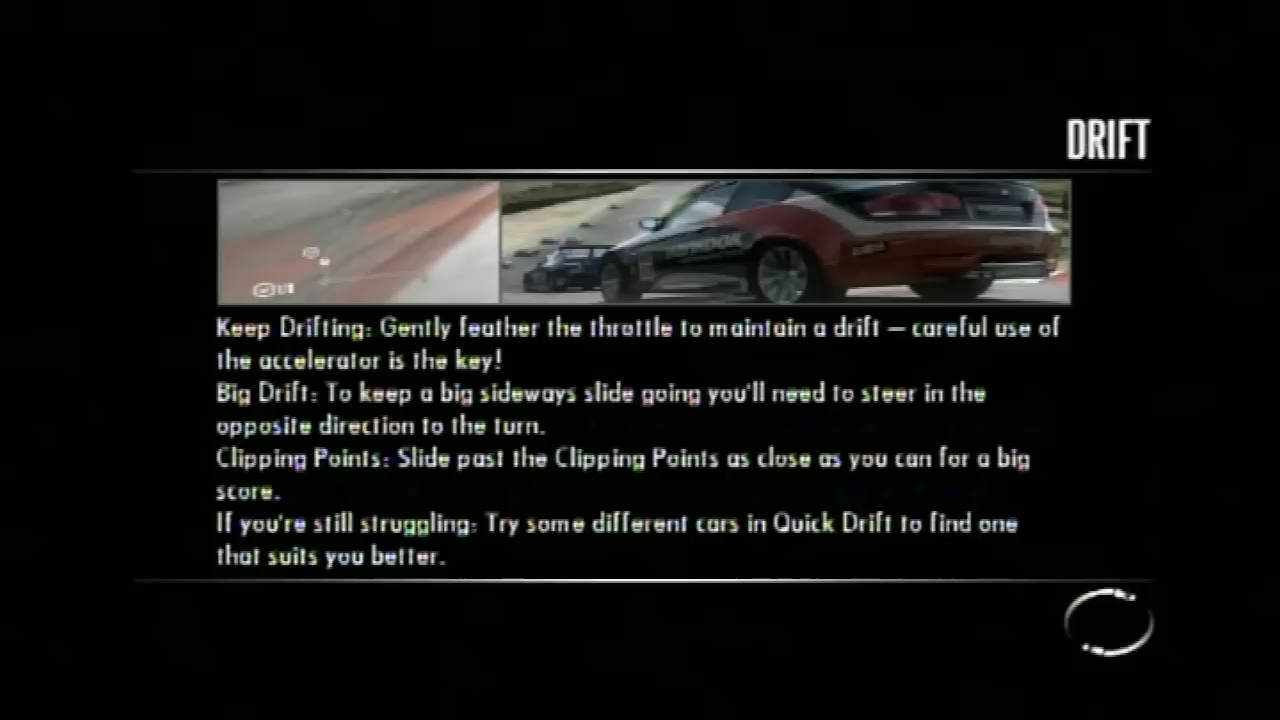 DRIFT
Keep Drifting: Gently feather the throttle to maintain a drift – careful use of
the accelerator is the key!
Big Drift: To keep a big sideways slide going you'll need to steer in the
opposite direction to the turn.
Clipping Points: Slide past the Clipping Points as close as you can for a big
score.
If you're still struggling: Try some different cars in Quick Drift to find one
that suits you better.